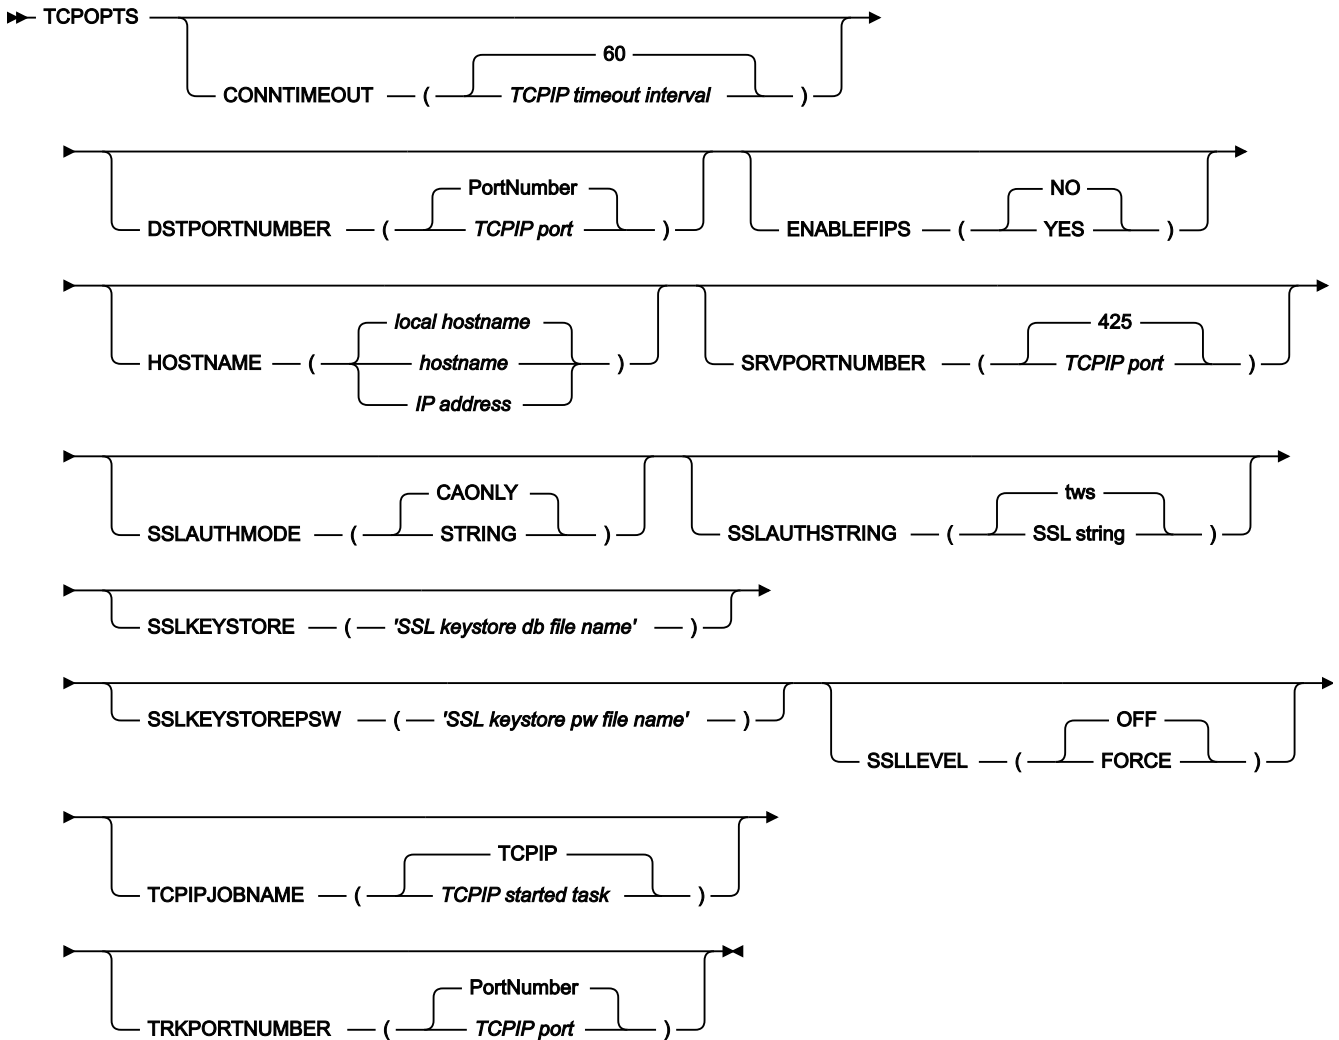 TCPOPTS
60
CONNTIMEOUT ( TCPIP timeout interval )
PortNumber NO
DSTPORTNUMBER ( TCPIP port ) ENABLEFIPS ( YES )
local hostname 425
HOSTNAME ( hostname ) SRVPORTNUMBER ( TCPIP port )
IP address
CAONLY tws
SSLAUTHMODE ( STRING ) SSLAUTHSTRING ( SSL string )
SSLKEYSTORE ( 'SSL keystore db file name' )
SSLKEYSTOREPSW ( 'SSL keystore pw file name' )
OFF
SSLLEVEL ( FORCE )
TCPIP
TCPIPJOBNAME ( TCPIP started task )
PortNumber
TRKPORTNUMBER ( TCPIP port )